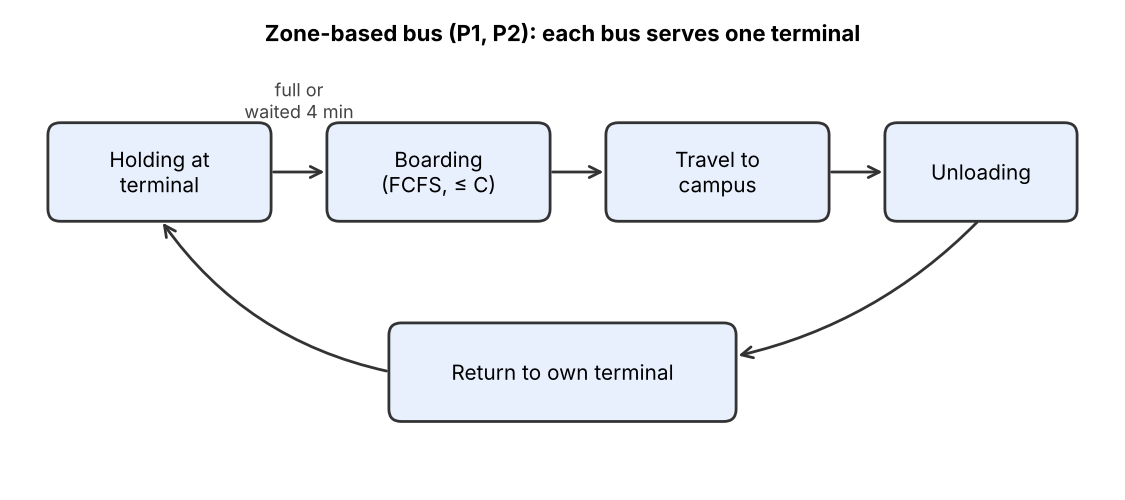 Zone-based bus (P1, P2): each bus serves one terminal
full or
waited 4 min
Holding at
terminal
Boarding
(FCFS, ≤ C)
Travel to
campus
Unloading
Return to own terminal